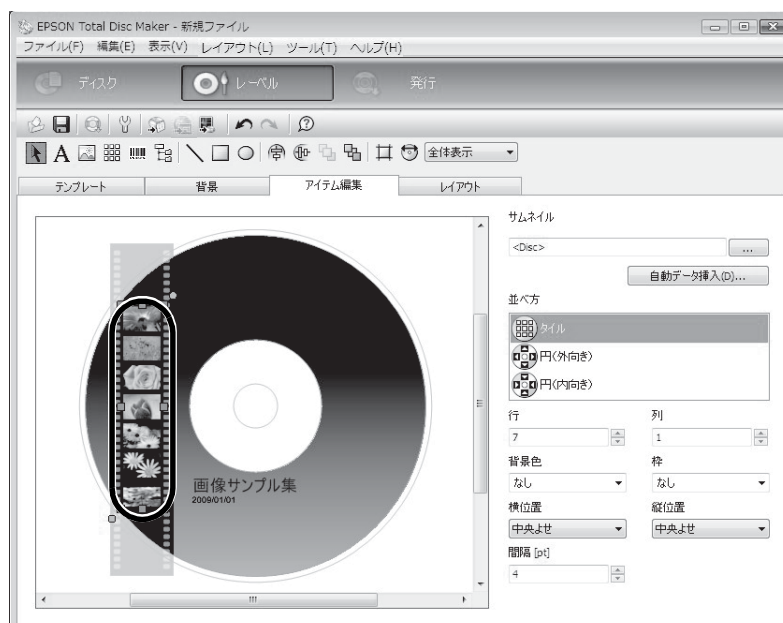 EPSON Total Disc Maker - 新規ファイル
ファイル(F) 編集(E) 表示(V) レイアウト(L) ツール(T) ヘルプ(H)
ディスク レーベル 発行
全体表示
テンプレート 背景 アイテム編集 レイアウト
画像サンプル集
2009/01/01
サムネイル
<Disc> ...
自動データ挿入(D)...
並べ方
タイル
円(外向き)
円(内向き)
行 列
7 1
背景色 枠
なし なし
横位置 縦位置
中央よせ 中央よせ
間隔 [pt]
4